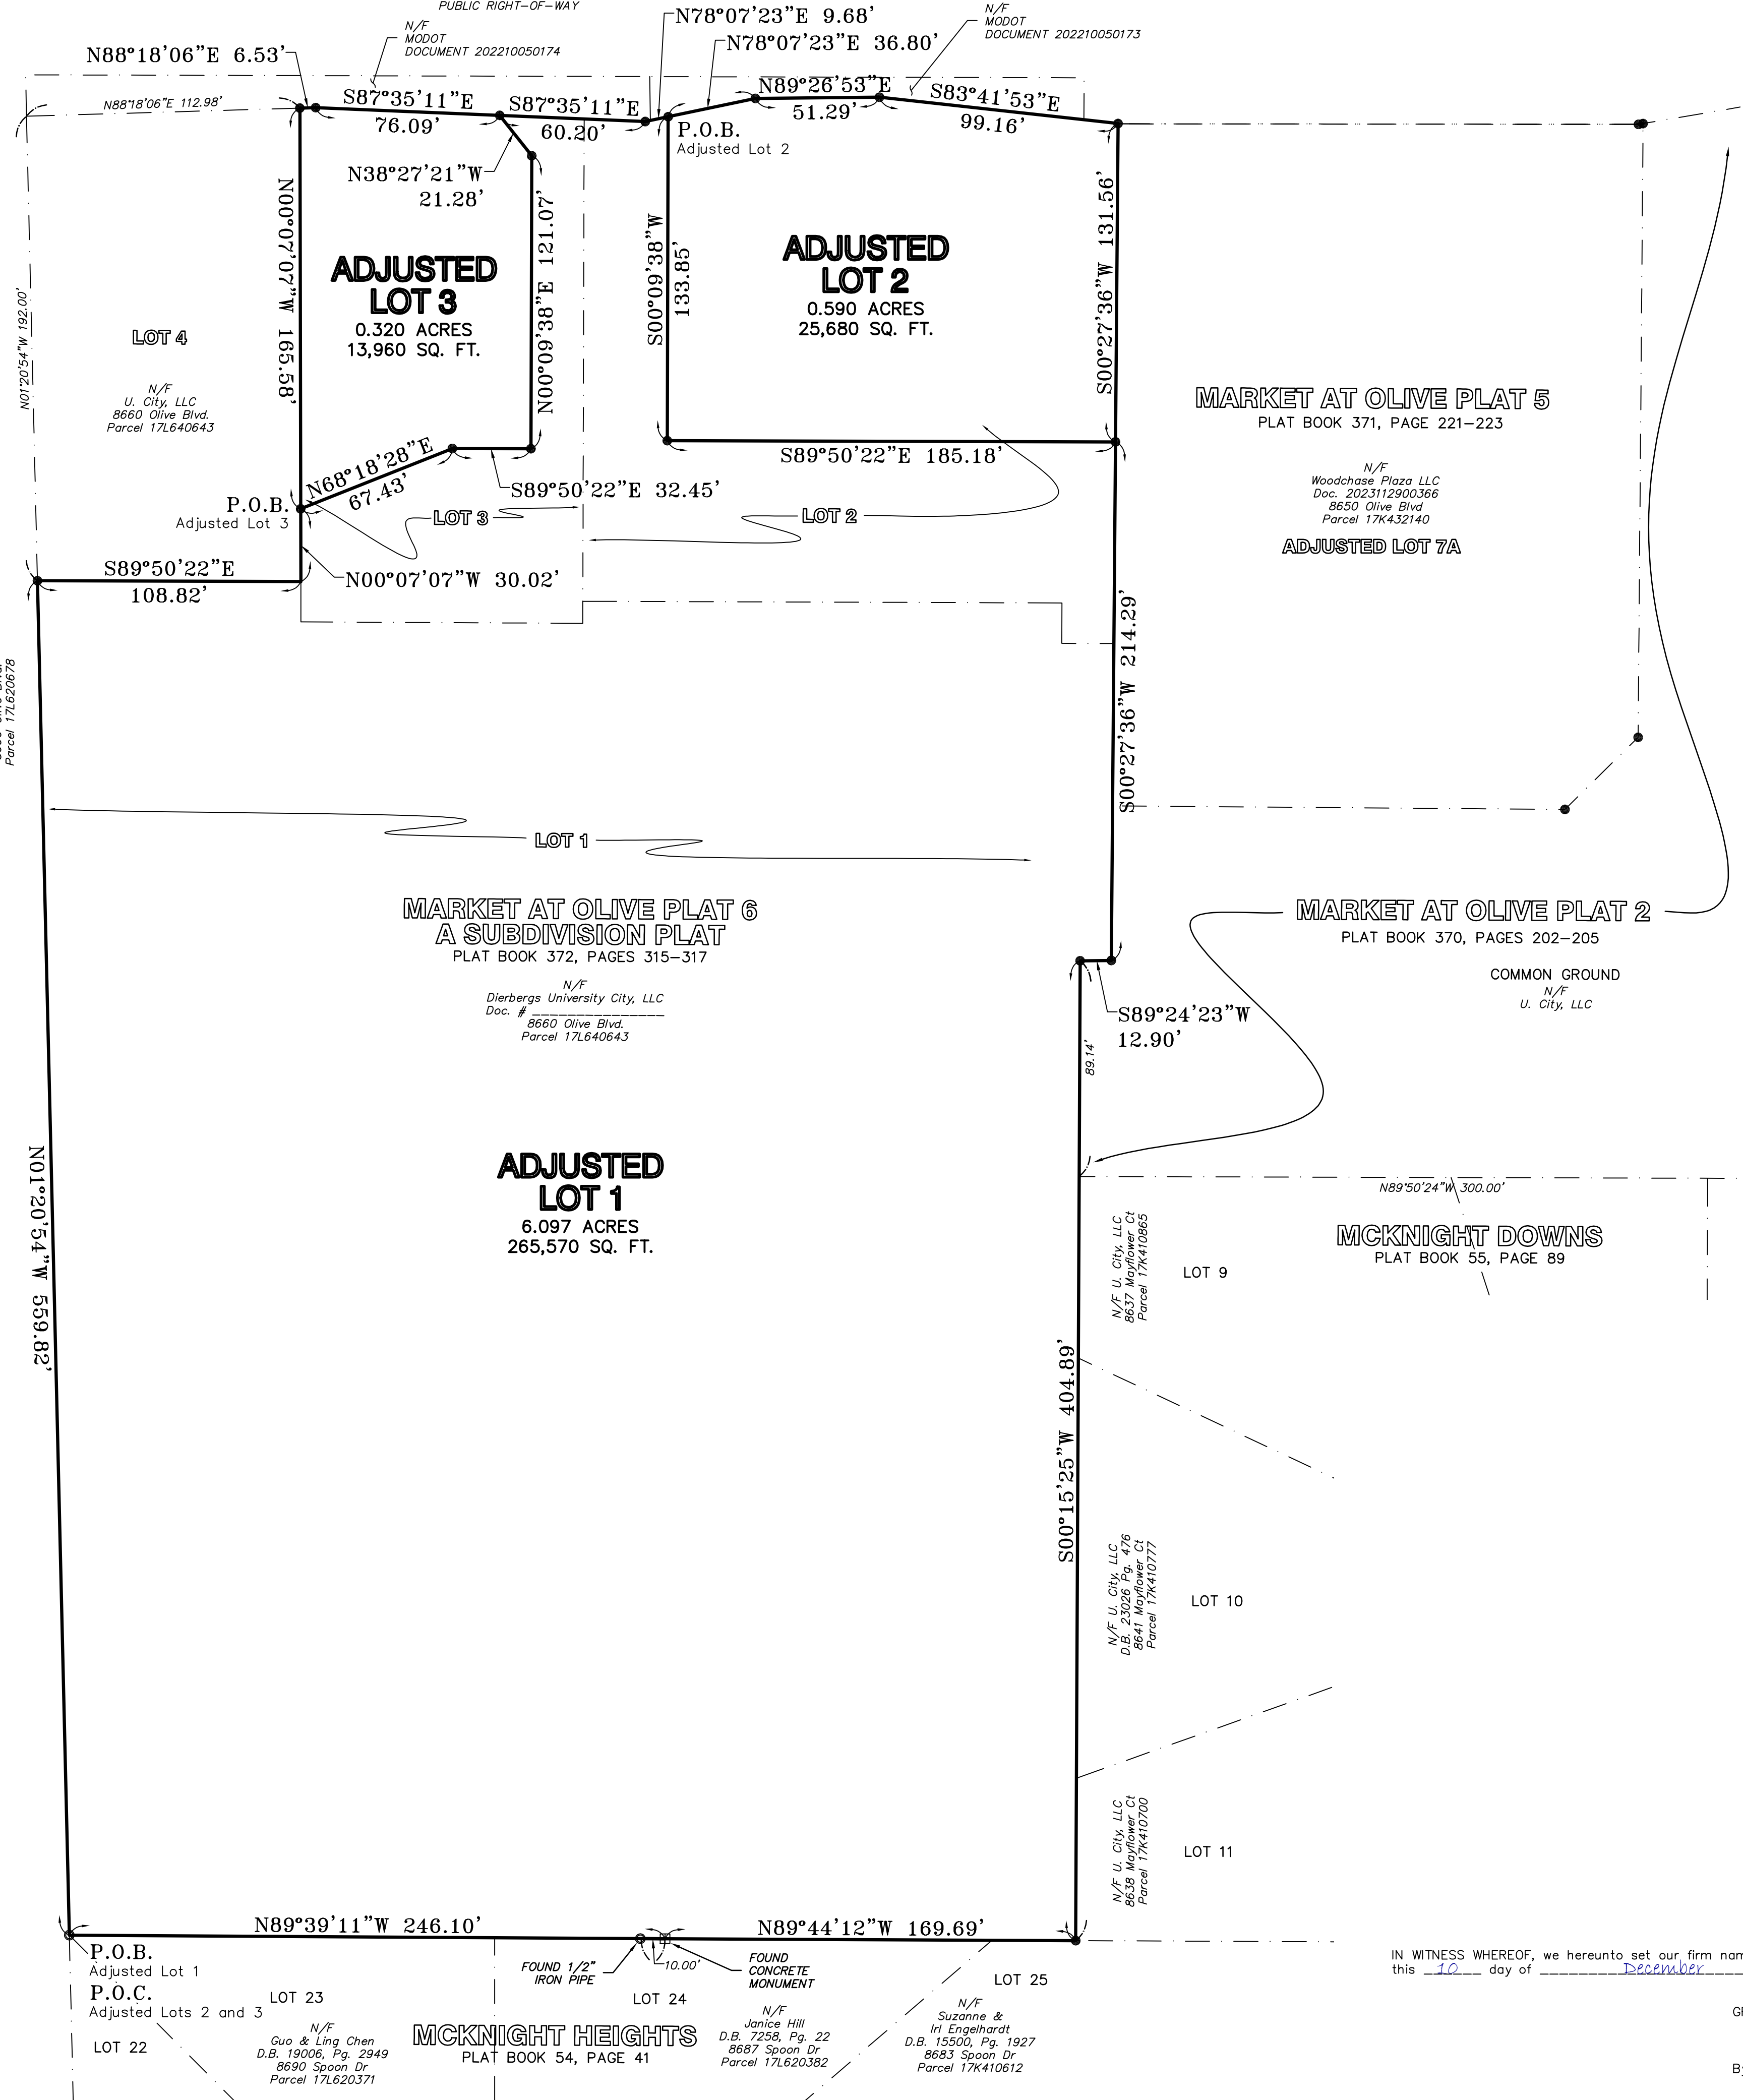 PUBLIC RIGHT-OF-WAY
N/F
MODOT
DOCUMENT 202210050174
N78°07'23"E 9.68'
N78°07'23"E 36.80'
N/F
MODOT
DOCUMENT 202210050173
N88°18'06"E 6.53'
N88°18'06"E 112.98'
S87°35'11"E
76.09'
S87°35'11"E
60.20'
N89°26'53"E
51.29'
S83°41'53"E
99.16'
P.O.B.
Adjusted Lot 2
N38°27'21"W
21.28'
N00°07'07"W 165.58'
N00°09'38"E 121.07'
S00°09'38"W
133.85'
S00°27'36"W 131.56'
ADJUSTED
LOT 3
0.320 ACRES
13,960 SQ. FT.
ADJUSTED
LOT 2
0.590 ACRES
25,680 SQ. FT.
N01°20'54"W 192.00'
LOT 4
N/F
U. City, LLC
8660 Olive Blvd.
Parcel 17L640643
MARKET AT OLIVE PLAT 5
PLAT BOOK 371, PAGE 221-223
N/F
Woodchase Plaza LLC
Doc. 2023112900366
8650 Olive Blvd
Parcel 17K432140
ADJUSTED LOT 7A
N68°18'28"E
67.43'
S89°50'22"E 32.45'
S89°50'22"E 185.18'
P.O.B.
Adjusted Lot 3
LOT 3
LOT 2
S89°50'22"E
108.82'
N00°07'07"W 30.02'
S00°27'36"W 214.29'
Parcel 17L620678
LOT 1
MARKET AT OLIVE PLAT 6
A SUBDIVISION PLAT
PLAT BOOK 372, PAGES 315-317
N/F
Dierbergs University City, LLC
Doc. # _______________
8660 Olive Blvd.
Parcel 17L640643
MARKET AT OLIVE PLAT 2
PLAT BOOK 370, PAGES 202-205
COMMON GROUND
N/F
U. City, LLC
S89°24'23"W
12.90'
89.14'
ADJUSTED
LOT 1
6.097 ACRES
265,570 SQ. FT.
N01°20'54"W 559.82'
N89°50'24"W 300.00'
MCKNIGHT DOWNS
PLAT BOOK 55, PAGE 89
N/F U. City, LLC
8637 Mayflower Ct
Parcel 17K410865
LOT 9
S00°15'25"W 404.89'
N/F U. City, LLC
D.B. 23026 Pg. 476
8641 Mayflower Ct
Parcel 17K410777
LOT 10
N/F U. City, LLC
8638 Mayflower Ct
Parcel 17K410700
LOT 11
N89°39'11"W 246.10'
N89°44'12"W 169.69'
P.O.B.
Adjusted Lot 1
P.O.C.
Adjusted Lots 2 and 3
FOUND 1/2"
IRON PIPE
10.00'
FOUND
CONCRETE
MONUMENT
LOT 22
LOT 23
N/F
Guo & Ling Chen
D.B. 19006, Pg. 2949
8690 Spoon Dr
Parcel 17L620371
LOT 24
MCKNIGHT HEIGHTS
PLAT BOOK 54, PAGE 41
N/F
Janice Hill
D.B. 7258, Pg. 22
8687 Spoon Dr
Parcel 17L620382
LOT 25
N/F
Suzanne &
Irl Engelhardt
D.B. 15500, Pg. 1927
8683 Spoon Dr
Parcel 17K410612
IN WITNESS WHEREOF, we hereunto set our firm nam
this 10 day of December